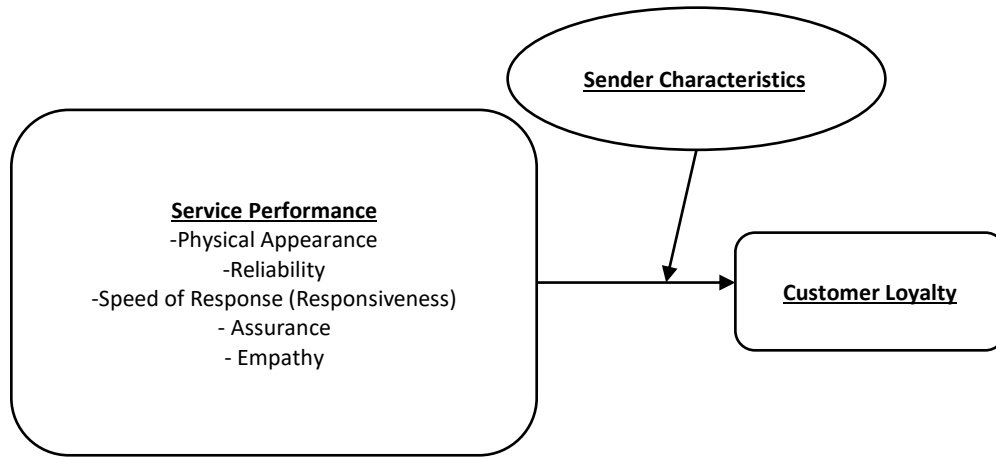 Sender Characteristics
Service Performance
-Physical Appearance
-Reliability
-Speed of Response (Responsiveness)
- Assurance
- Empathy
Customer Loyalty